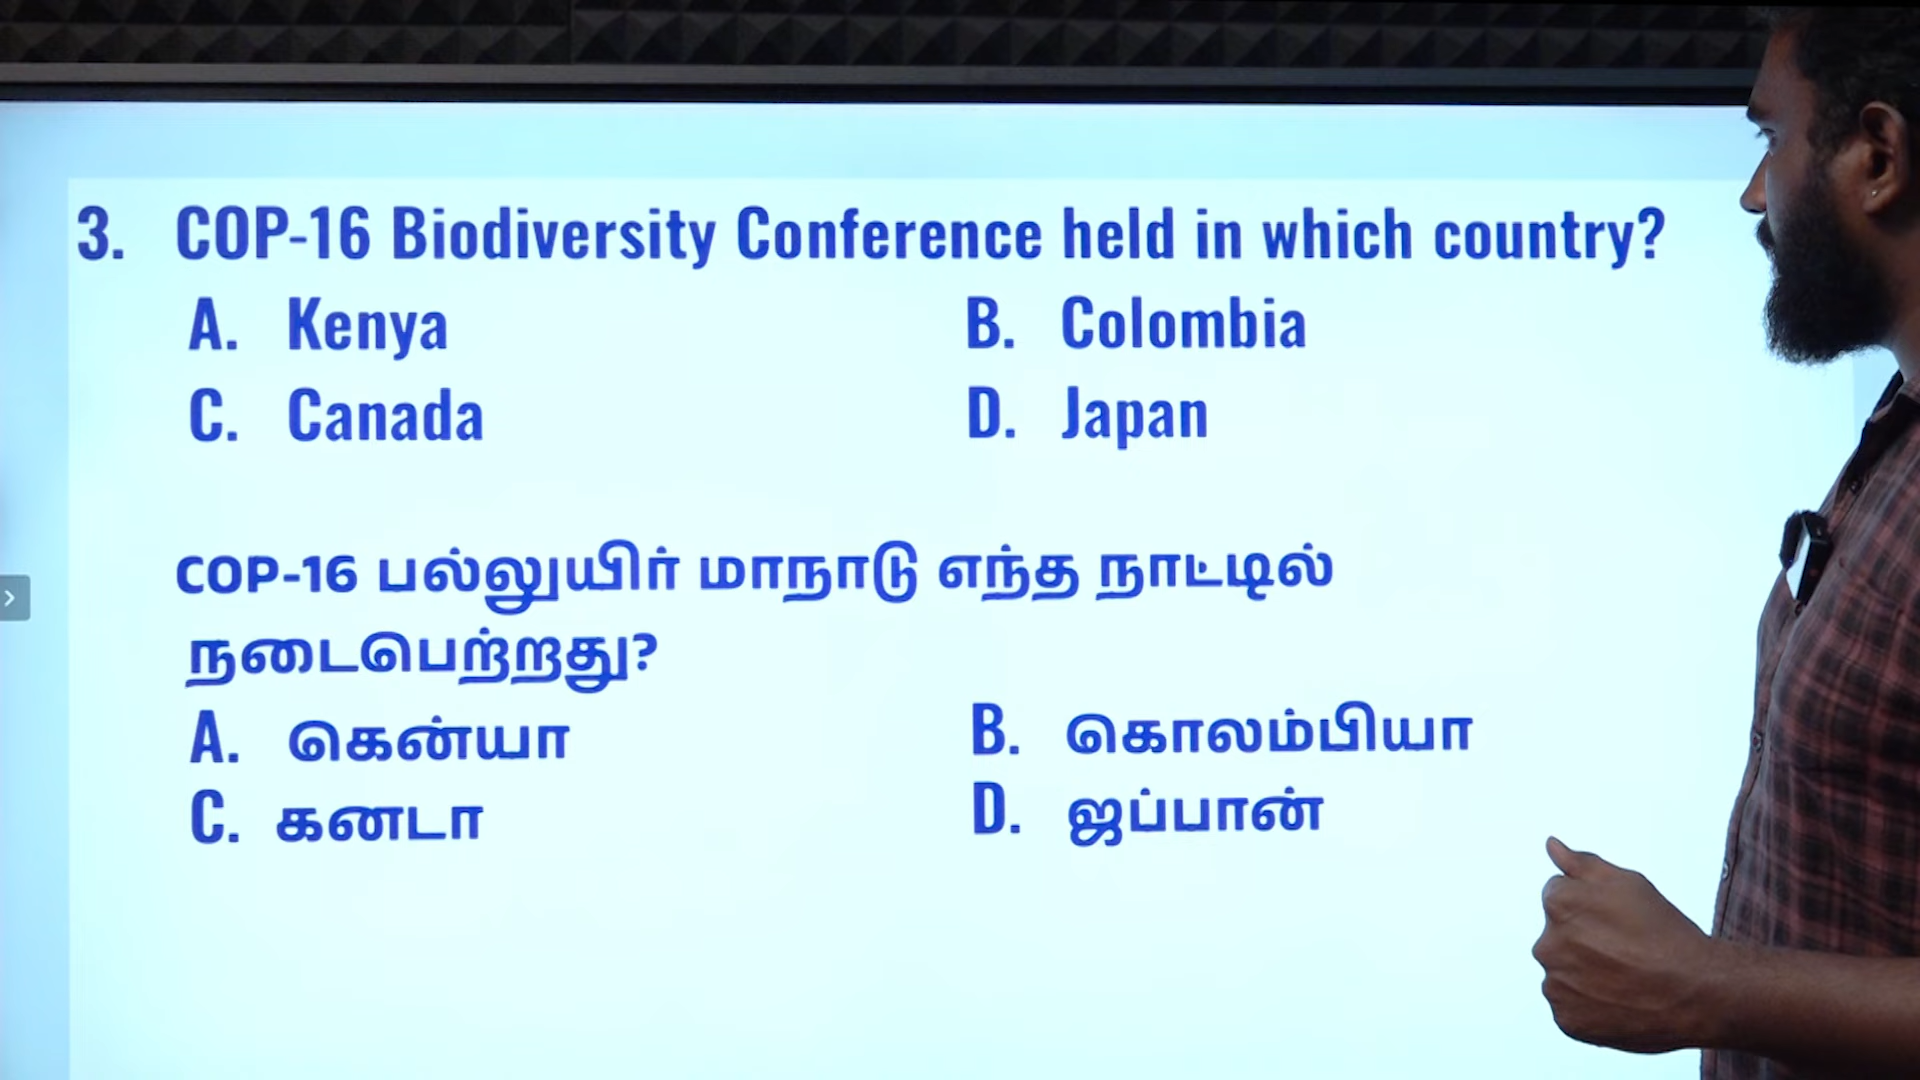 3. COP-16 Biodiversity Conference held in which country?
A. Kenya B. Colombia
C. Canada D. Japan
COP-16 பல்லுயிர் மாநாடு எந்த நாட்டில்
நடைபெற்றது?
A. கென்யா B. கொலம்பியா
C. கனடா D. ஜப்பான்